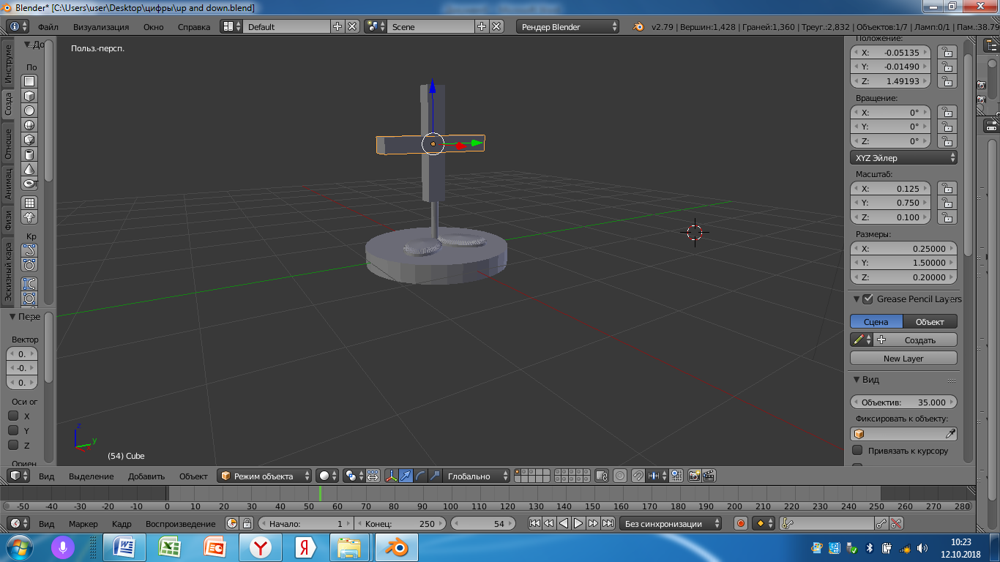 Blender* [C:\Users\user\Desktop\цифры\up and down.blend]
Файл Визуализация Окно Справка Default Scene Рендер Blender v2.79 | Вершин:1,428 | Граней:1,360 | Треуг.:2,832 | Объектов:1/7 | Ламп:0/1 | Пам.:38.79
Польз.-персп.
Инструме
Созда
Отноше
Анимац
Физи
Эскизный кара
До
По
Кр
Пере
Вектор
0.
-0.
0.
Оси ог
X
Y
Z
Ориен
z
y
(54) Cube
Положение:
X: -0.05135
Y: -0.01490
Z: 1.49193
Вращение:
X: 0°
Y: 0°
Z: 0°
XYZ Эйлер
Масштаб:
X: 0.125
Y: 0.750
Z: 0.100
Размеры:
X: 0.25000
Y: 1.50000
Z: 0.20000
Grease Pencil Layers
Сцена Объект
Создать
New Layer
Вид
Объектив: 35.000
Фиксировать к объекту:
Привязать к курсору
Вид Выделение Добавить Объект Режим объекта Глобально
-50 -40 -30 -20 -10 0 10 20 30 40 50 60 70 80 90 100 110 120 130 140 150 160 170 180 190 200 210 220 230 240 250 260 270 280
Вид Маркер Кадр Воспроизведение Начало: 1 Конец: 250 54 Без синхронизации
10:23
12.10.2018